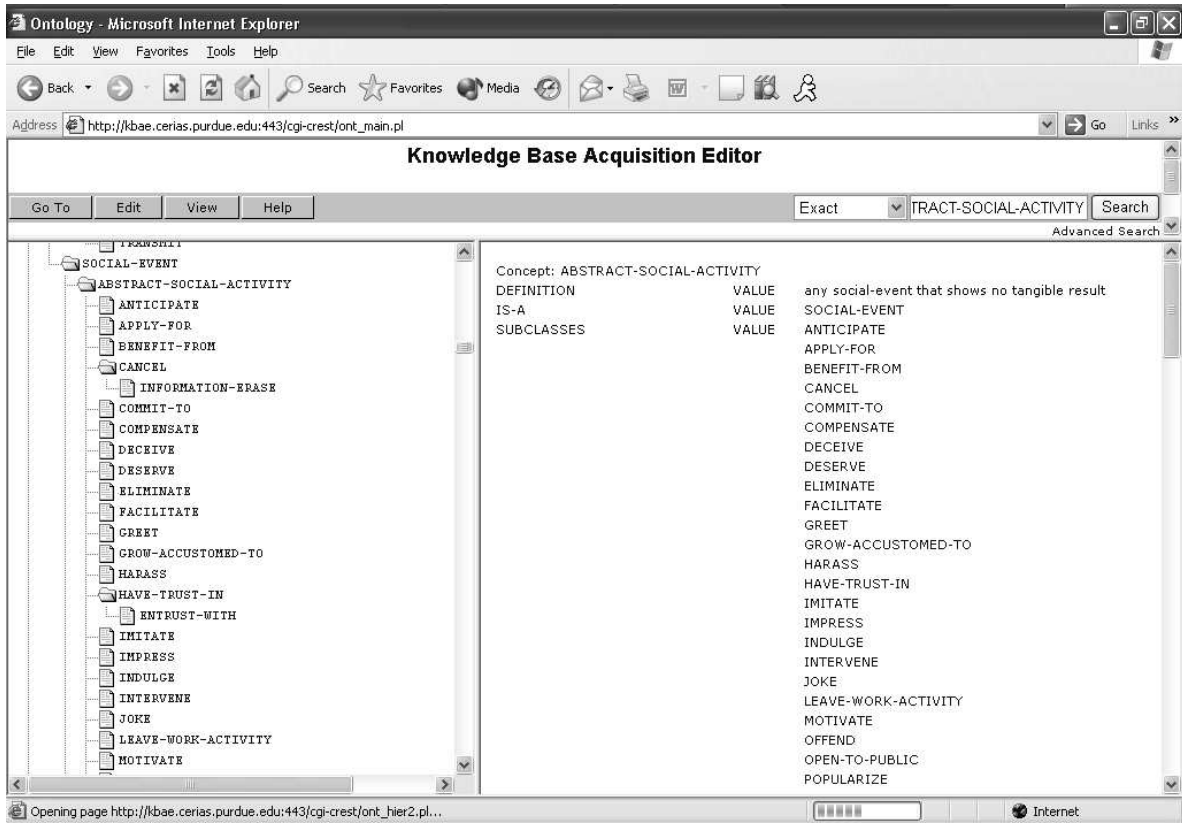 Ontology - Microsoft Internet Explorer
File Edit View Favorites Tools Help
Back Search Favorites Media
Address http://kbae.cerias.purdue.edu:443/cgi-crest/ont_main.pl Go Links »
Knowledge Base Acquisition Editor
Go To Edit View Help Exact TRACT-SOCIAL-ACTIVITY Search
Advanced Search
TRANSMIT
SOCIAL-EVENT
ABSTRACT-SOCIAL-ACTIVITY
ANTICIPATE
APPLY-FOR
BENEFIT-FROM
CANCEL
INFORMATION-ERASE
COMMIT-TO
COMPENSATE
DECEIVE
DESERVE
ELIMINATE
FACILITATE
GREET
GROW-ACCUSTOMED-TO
HARASS
HAVE-TRUST-IN
ENTRUST-WITH
IMITATE
IMPRESS
INDULGE
INTERVENE
JOKE
LEAVE-WORK-ACTIVITY
MOTIVATE
Concept: ABSTRACT-SOCIAL-ACTIVITY
DEFINITION VALUE any social-event that shows no tangible result
IS-A VALUE SOCIAL-EVENT
SUBCLASSES VALUE ANTICIPATE
APPLY-FOR
BENEFIT-FROM
CANCEL
COMMIT-TO
COMPENSATE
DECEIVE
DESERVE
ELIMINATE
FACILITATE
GREET
GROW-ACCUSTOMED-TO
HARASS
HAVE-TRUST-IN
IMITATE
IMPRESS
INDULGE
INTERVENE
JOKE
LEAVE-WORK-ACTIVITY
MOTIVATE
OFFEND
OPEN-TO-PUBLIC
POPULARIZE
Opening page http://kbae.cerias.purdue.edu:443/cgi-crest/ont_hier2.pl... Internet